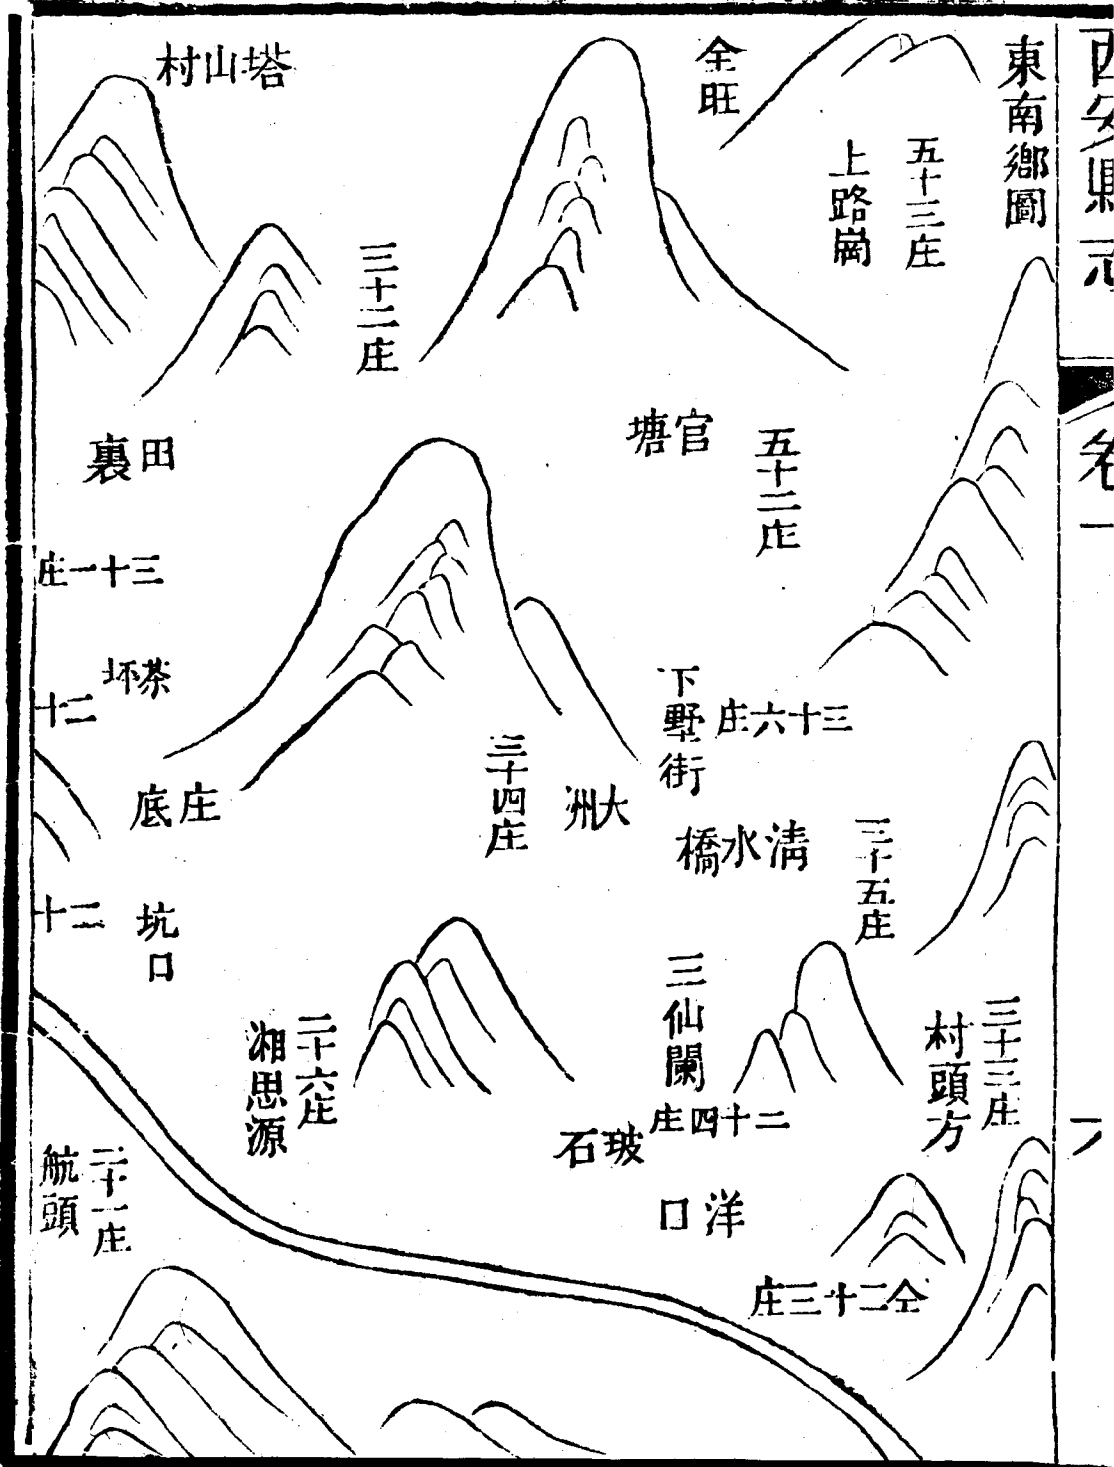 西安縣志
卷一
東南鄉圖
五十三庄
上路崗
全旺
塔山村
三十二庄
官塘
五十二庄
田裏
三十一庄
茶坏
二十
庄底
三十四庄
大洲
下墅街
三十六庄
清水橋
三十五庄
二十
坑口
二十六庄
湘思源
三仙闌
二十四庄
玻石
三十三庄
村頭方
洋口
仝二十三庄
二十一庄
航頭